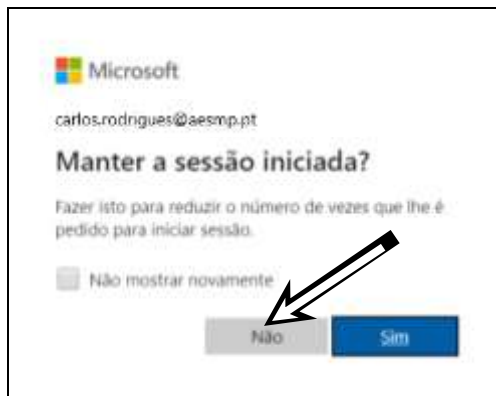 Microsoft
carlos.rodrigues@aesmp.pt
Manter a sessão iniciada?
Fazer isto para reduzir o número de vezes que lhe é
pedido para iniciar sessão.
Não mostrar novamente
Não
Sim